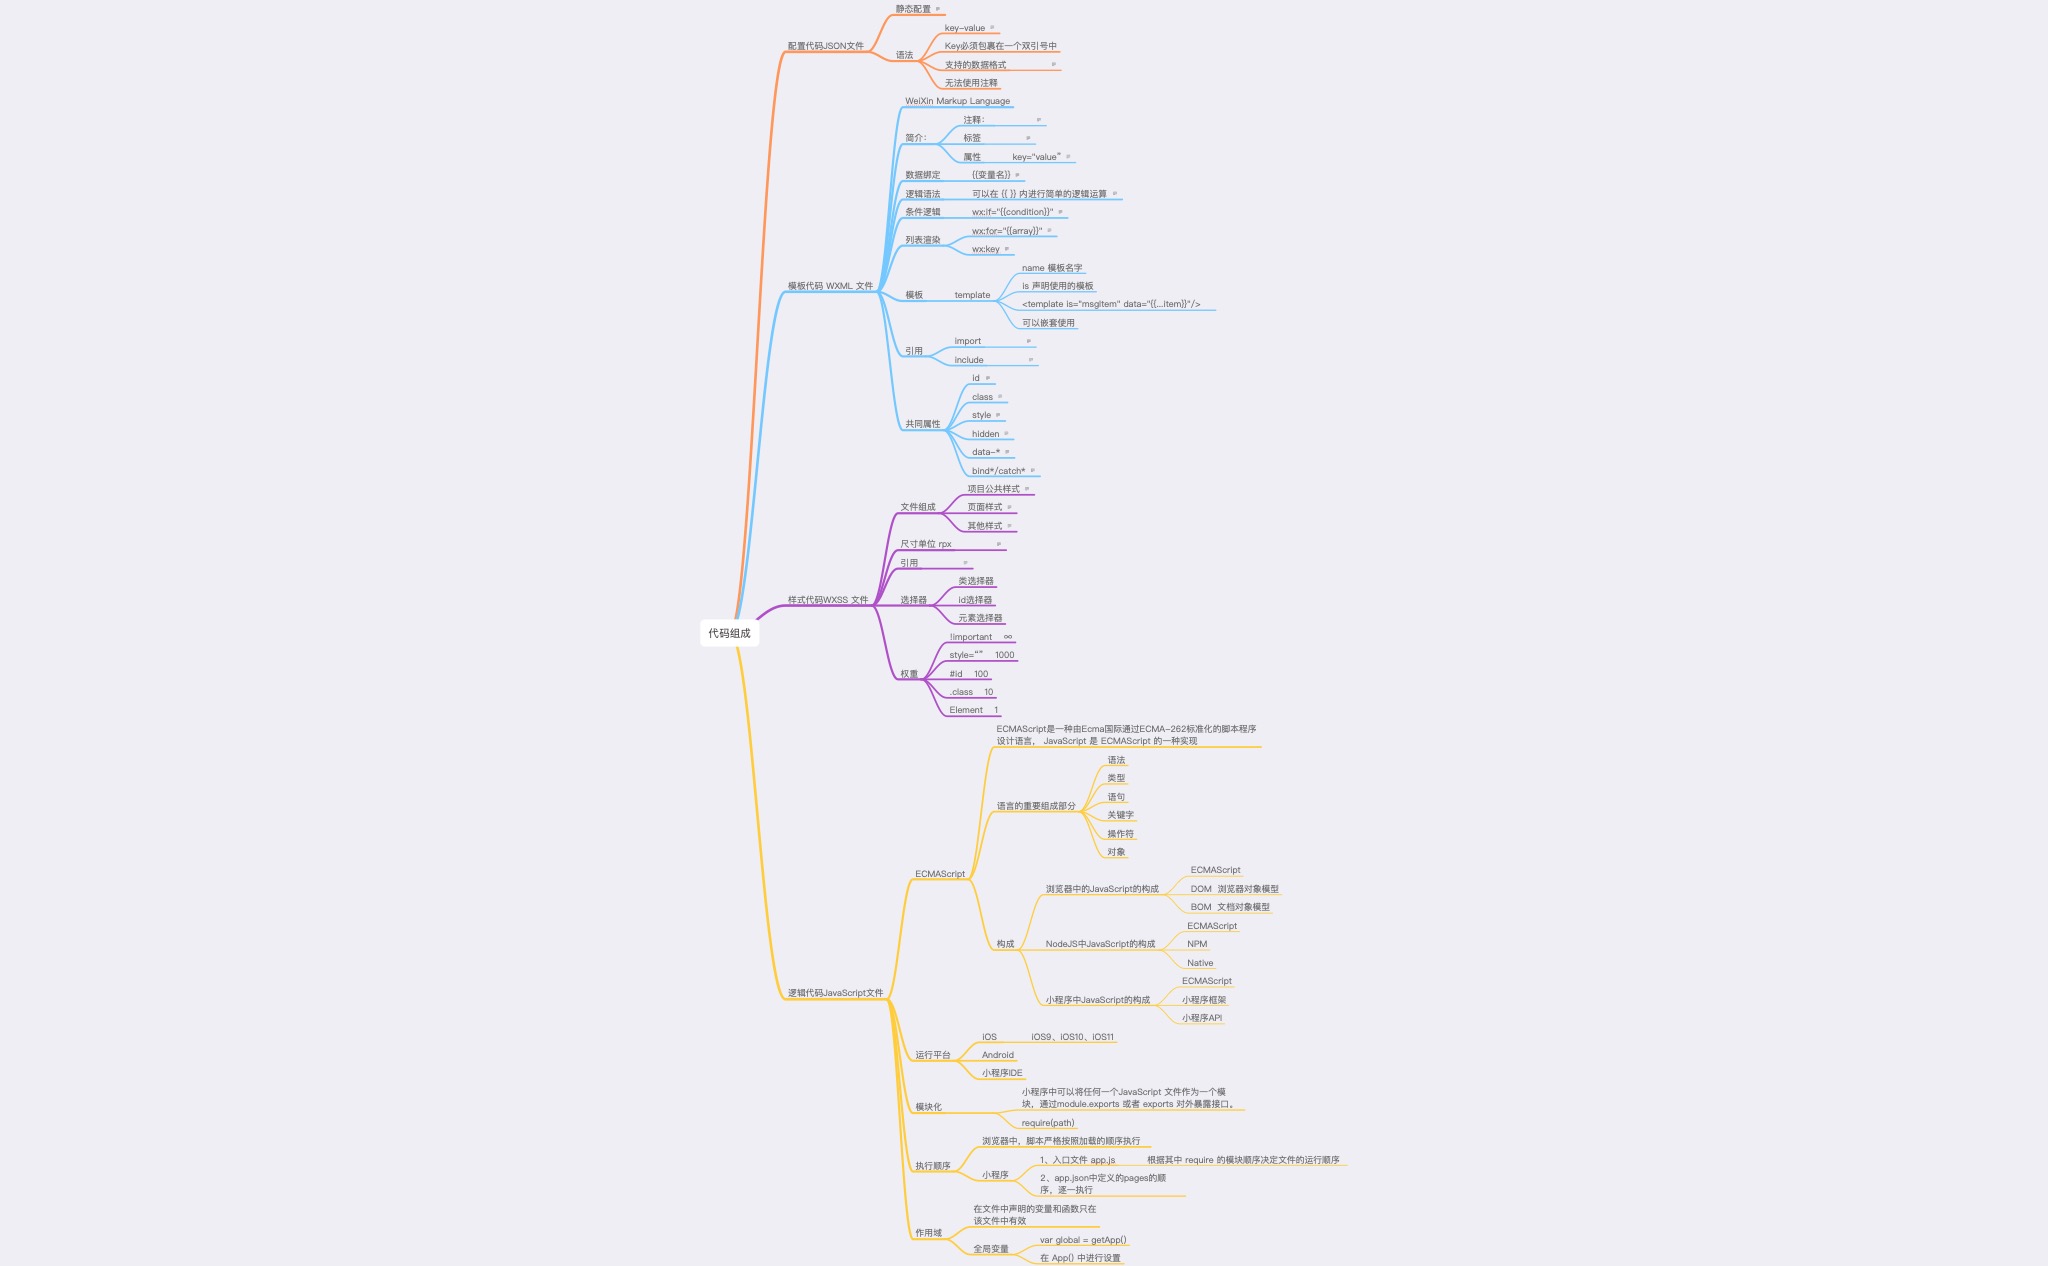 静态配置
配置代码JSON文件
语法
key-value
Key必须包裹在一个双引号中
支持的数据格式
无法使用注释
WeiXin Markup Language
简介：
注释：
标签
属性 key="value"
数据绑定 {{变量名}}
逻辑语法 可以在 {{ }} 内进行简单的逻辑运算
条件逻辑 wx:if="{{condition}}"
列表渲染
wx:for="{{array}}"
wx:key
模板代码 WXML 文件
模板 template
name 模板名字
is 声明使用的模板
<template is="msgItem" data="{{...item}}"/>
可以嵌套使用
引用
import
include
共同属性
id
class
style
hidden
data-*
bind*/catch*
文件组成
项目公共样式
页面样式
其他样式
尺寸单位 rpx
引用
样式代码WXSS 文件
选择器
类选择器
id选择器
元素选择器
代码组成
权重
!important ∞
style=“” 1000
#id 100
.class 10
Element 1
ECMAScript是一种由Ecma国际通过ECMA-262标准化的脚本程序
设计语言， JavaScript 是 ECMAScript 的一种实现
语言的重要组成部分
语法
类型
语句
关键字
操作符
对象
ECMAScript
构成
浏览器中的JavaScript的构成
ECMAScript
DOM 浏览器对象模型
BOM 文档对象模型
NodeJS中JavaScript的构成
ECMAScript
NPM
Native
小程序中JavaScript的构成
ECMAScript
小程序框架
小程序API
逻辑代码JavaScript文件
运行平台
iOS iOS9、iOS10、iOS11
Android
小程序IDE
模块化
小程序中可以将任何一个JavaScript 文件作为一个模
块，通过module.exports 或者 exports 对外暴露接口。
require(path)
执行顺序
浏览器中，脚本严格按照加载的顺序执行
小程序
1、入口文件 app.js 根据其中 require 的模块顺序决定文件的运行顺序
2、app.json中定义的pages的顺
序，逐一执行
作用域
在文件中声明的变量和函数只在
该文件中有效
全局变量
var global = getApp()
在 App() 中进行设置